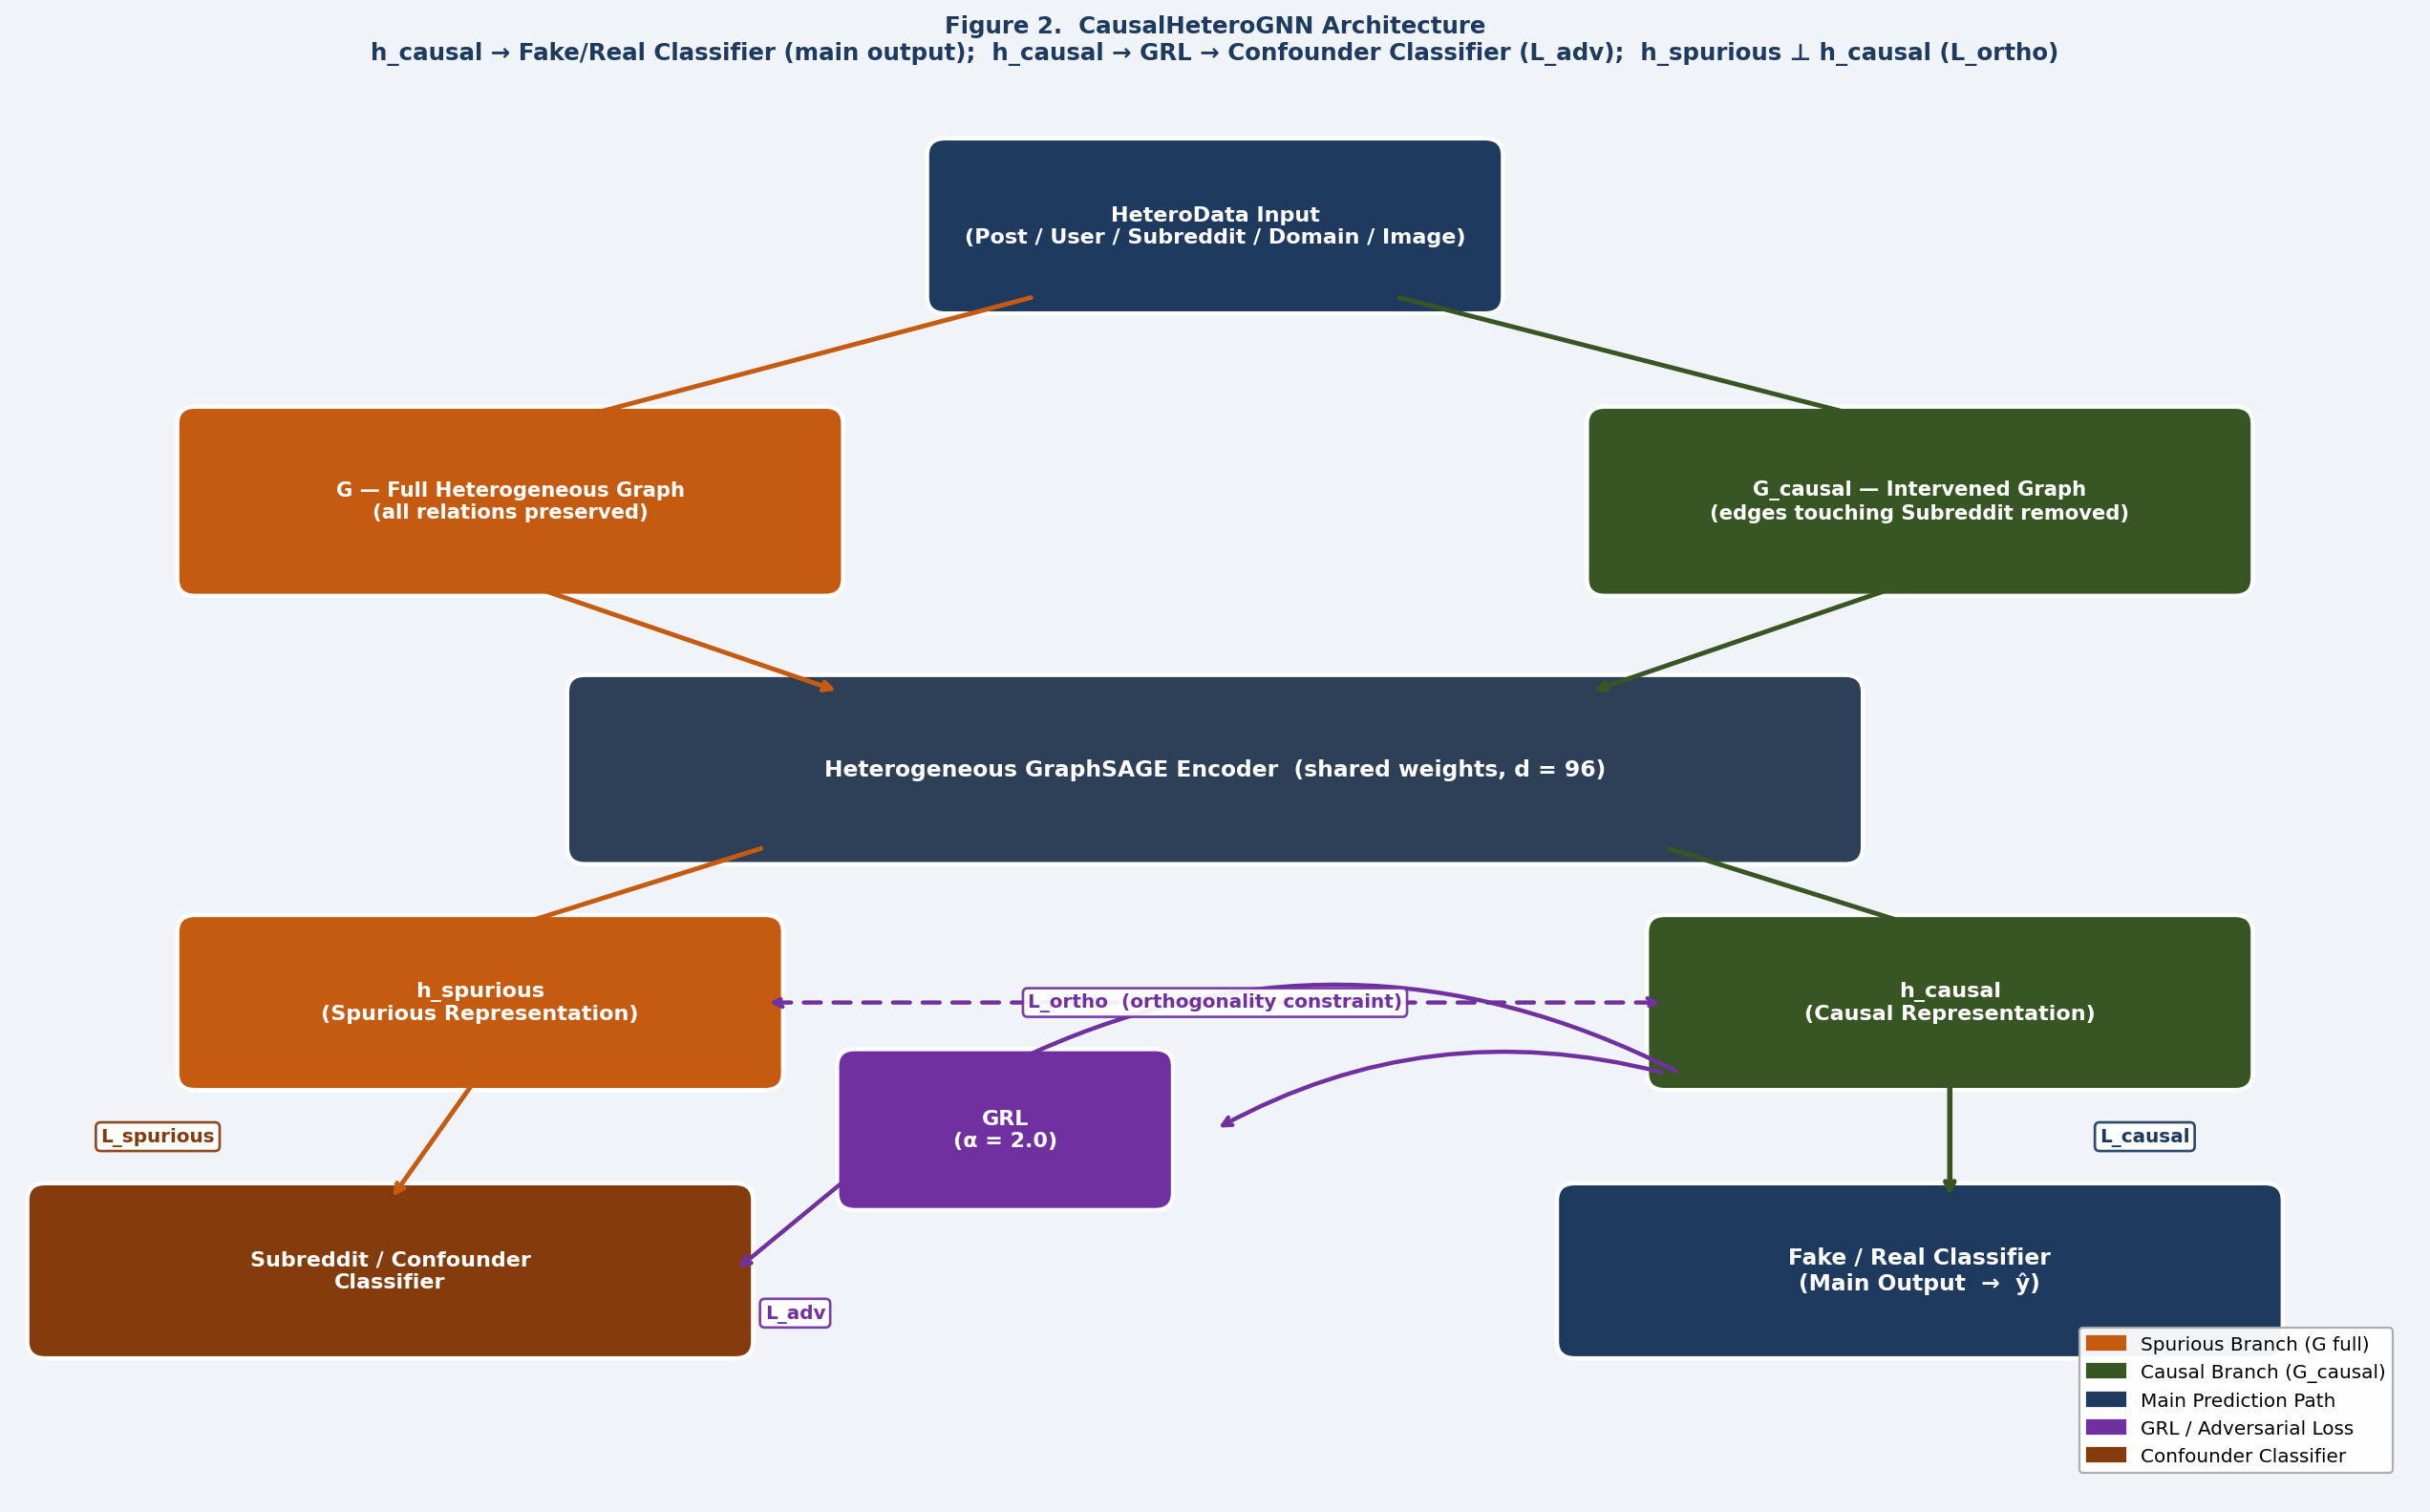 Figure 2.  CausalHeteroGNN Architecture
h_causal → Fake/Real Classifier (main output);  h_causal → GRL → Confounder Classifier (L_adv);  h_spurious ⊥ h_causal (L_ortho)
HeteroData Input
(Post / User / Subreddit / Domain / Image)
G — Full Heterogeneous Graph
(all relations preserved)
G_causal — Intervened Graph
(edges touching Subreddit removed)
Heterogeneous GraphSAGE Encoder  (shared weights, d = 96)
h_spurious
(Spurious Representation)
L_ortho  (orthogonality constraint)
h_causal
(Causal Representation)
GRL
(α = 2.0)
L_spurious
L_causal
Subreddit / Confounder
Classifier
L_adv
Fake / Real Classifier
(Main Output  →  ŷ)
Spurious Branch (G full)
Causal Branch (G_causal)
Main Prediction Path
GRL / Adversarial Loss
Confounder Classifier